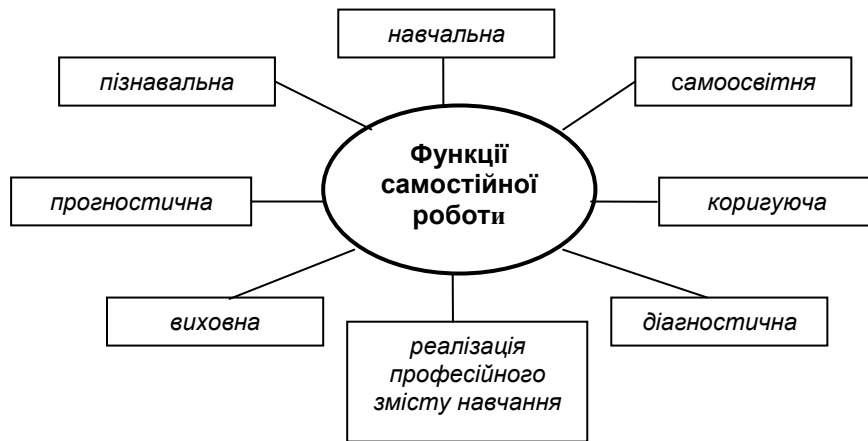 навчальна
пізнавальна
самоосвітня
Функції
самостійної
роботи
прогностична
коригуюча
виховна
діагностична
реалізація
професійного
змісту навчання